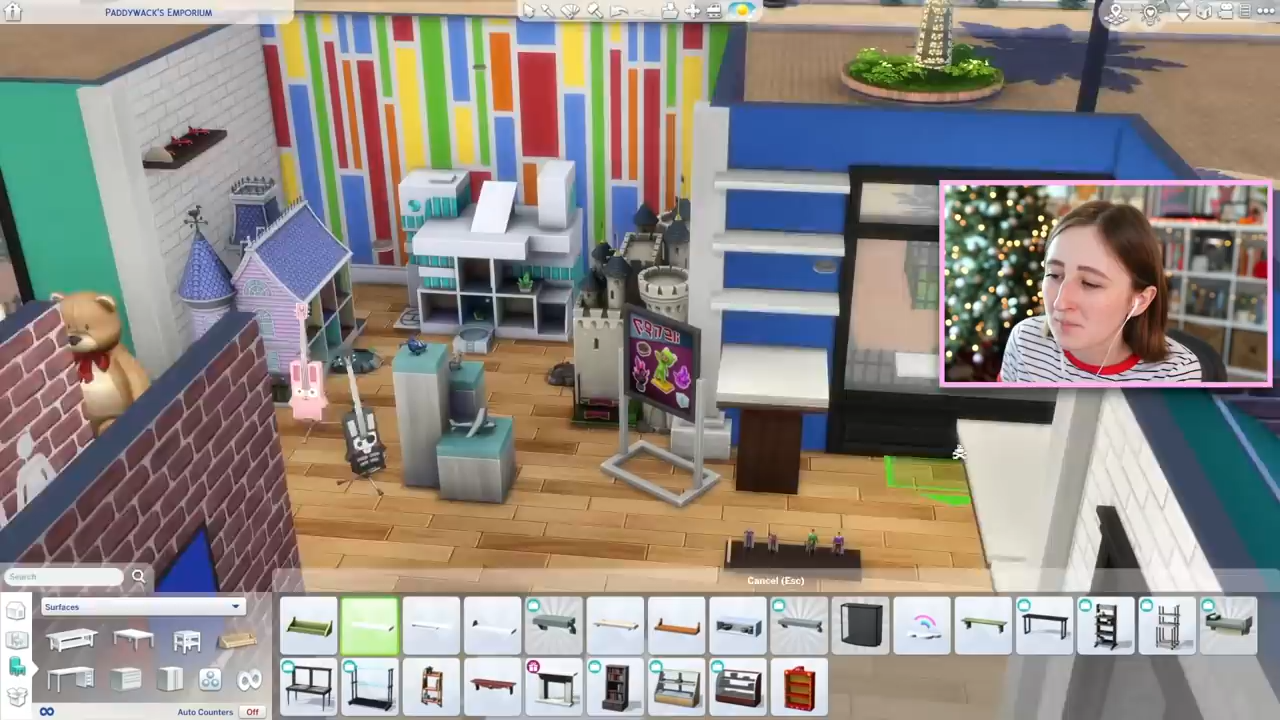 PADDYWACK'S EMPORIUM
Cancel (Esc)
Search
Surfaces
Auto Counters
Off